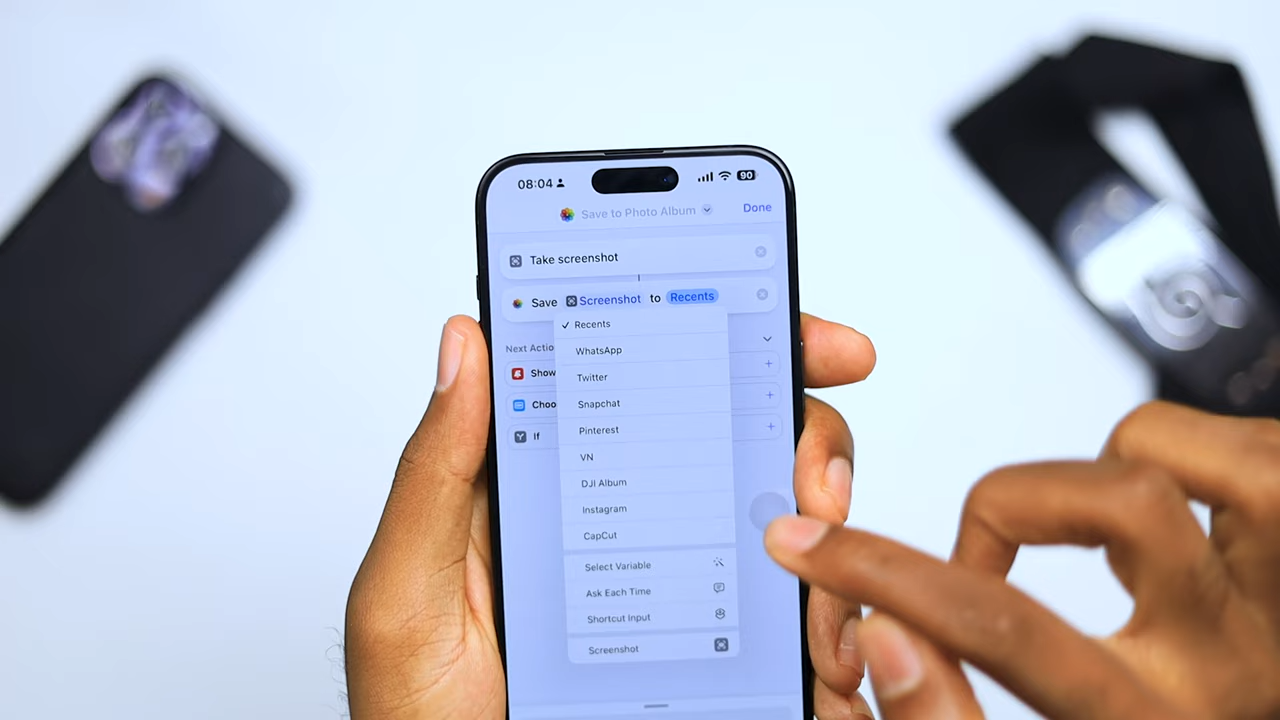 08:04
90
Save to Photo Album
Done
Take screenshot
Save Screenshot to Recents
Recents
WhatsApp
Next Actio
Twitter
Show
Snapchat
Choo
Pinterest
If
VN
DJI Album
Instagram
CapCut
Select Variable
Ask Each Time
Shortcut Input
Screenshot